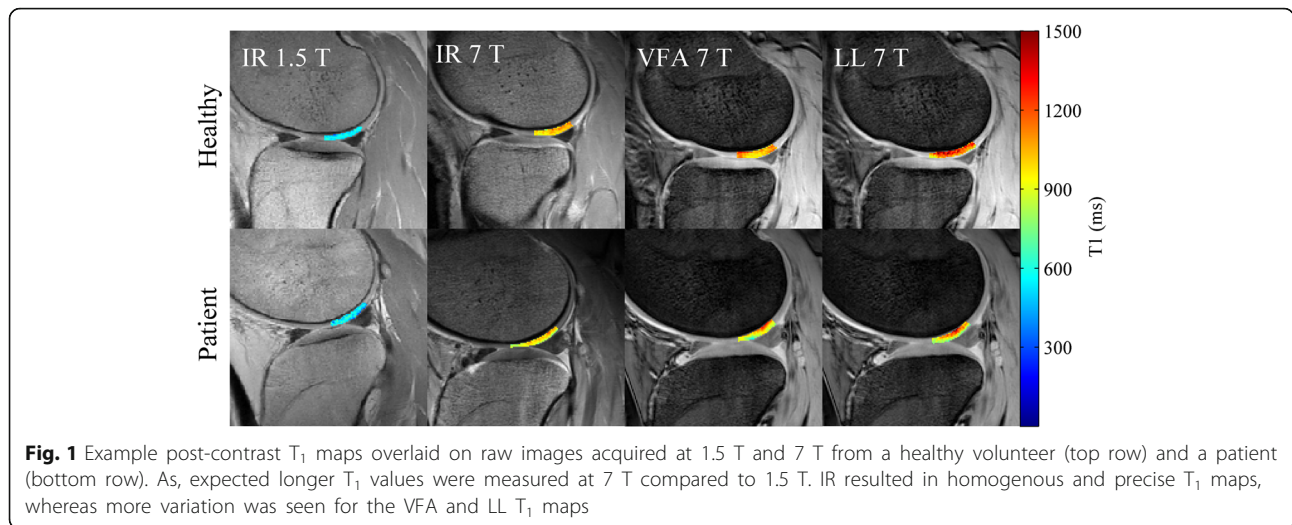 IR 1.5 T IR 7 T VFA 7 T LL 7 T
Healthy
Patient
1500
1200
900
600
300
T1 (ms)
Fig. 1 Example post-contrast T₁ maps overlaid on raw images acquired at 1.5 T and 7 T from a healthy volunteer (top row) and a patient
(bottom row). As, expected longer T₁ values were measured at 7 T compared to 1.5 T. IR resulted in homogenous and precise T₁ maps,
whereas more variation was seen for the VFA and LL T₁ maps